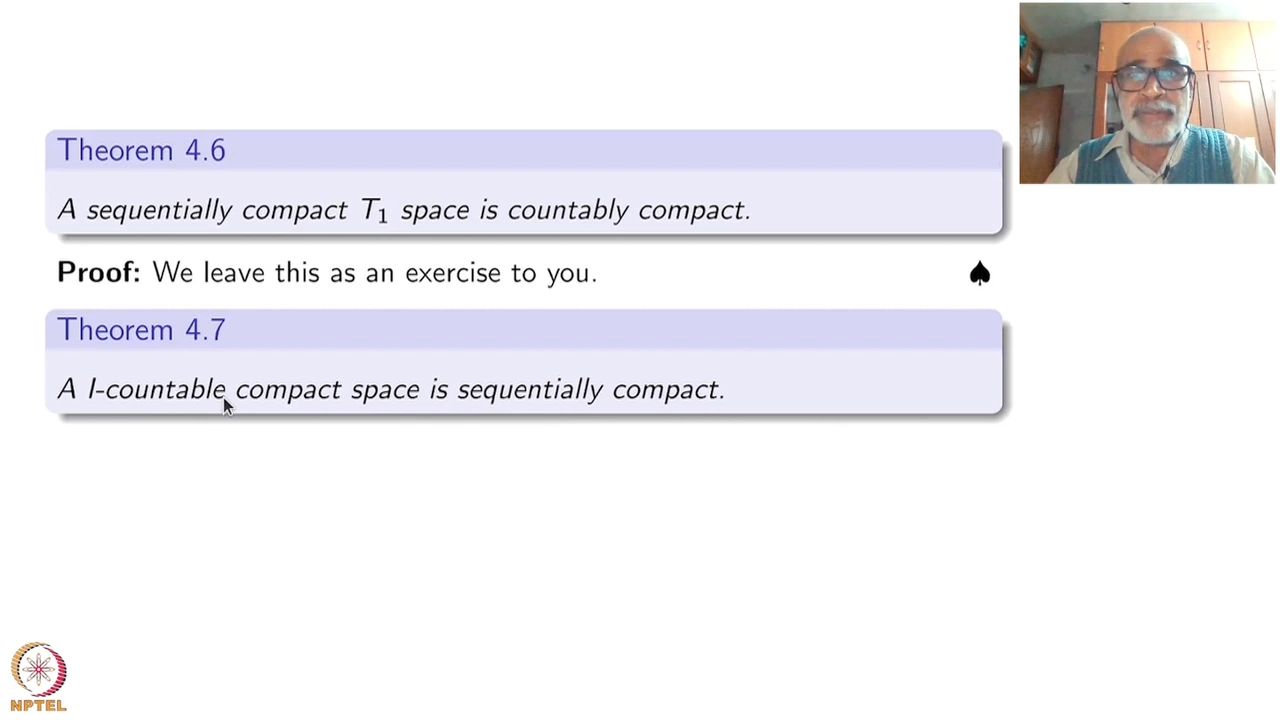 Theorem 4.6
A sequentially compact T₁ space is countably compact.
Proof: We leave this as an exercise to you. ♠
Theorem 4.7
A I-countable compact space is sequentially compact.
NPTEL